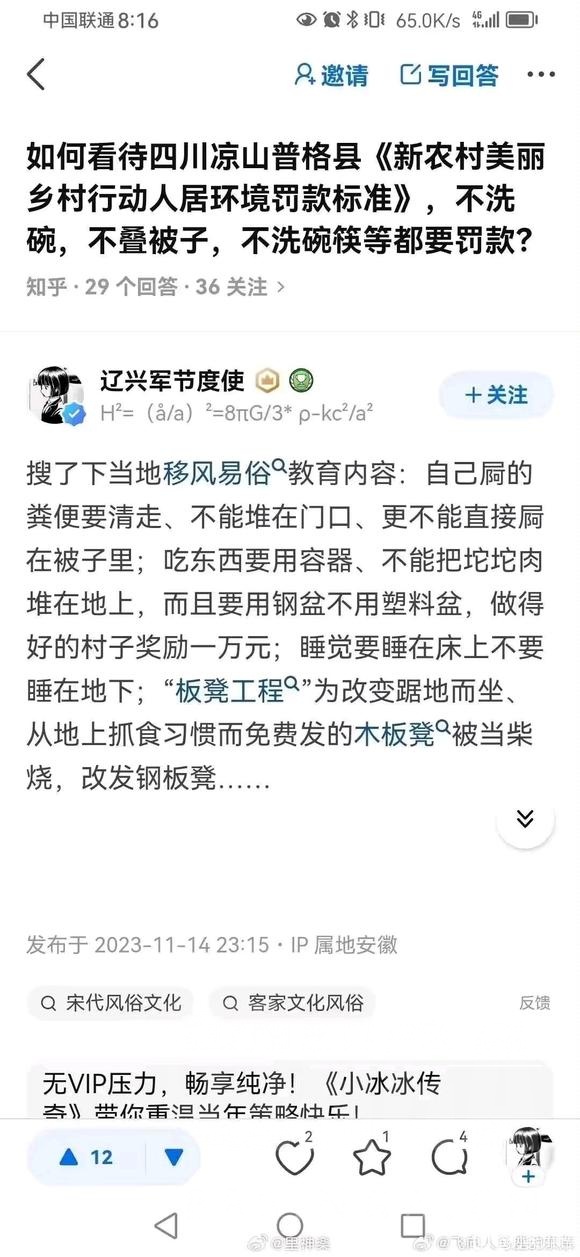 中国联通8:16
65.0K/s 4G
邀请 写回答
如何看待四川凉山普格县《新农村美丽
乡村行动人居环境罚款标准》，不洗
碗，不叠被子，不洗碗筷等都要罚款？
知乎 · 29 个回答 · 36 关注 >
辽兴军节度使
H²=（å/a）²=8πG/3* ρ-kc²/a²
+关注
搜了下当地移风易俗教育内容：自己屙的
粪便要清走、不能堆在门口、更不能直接屙
在被子里；吃东西要用容器、不能把坨坨肉
堆在地上，而且要用钢盆不用塑料盆，做得
好的村子奖励一万元；睡觉要睡在床上不要
睡在地下；“板凳工程”为改变踞地而坐、
从地上抓食习惯而免费发的木板凳被当柴
烧，改发钢板凳……
发布于 2023-11-14 23:15 · IP 属地安徽
宋代风俗文化 客家文化风俗 反馈
无VIP压力，畅享纯净！《小冰冰传
奇》带你重温当年策略快乐！
12 2 1 4